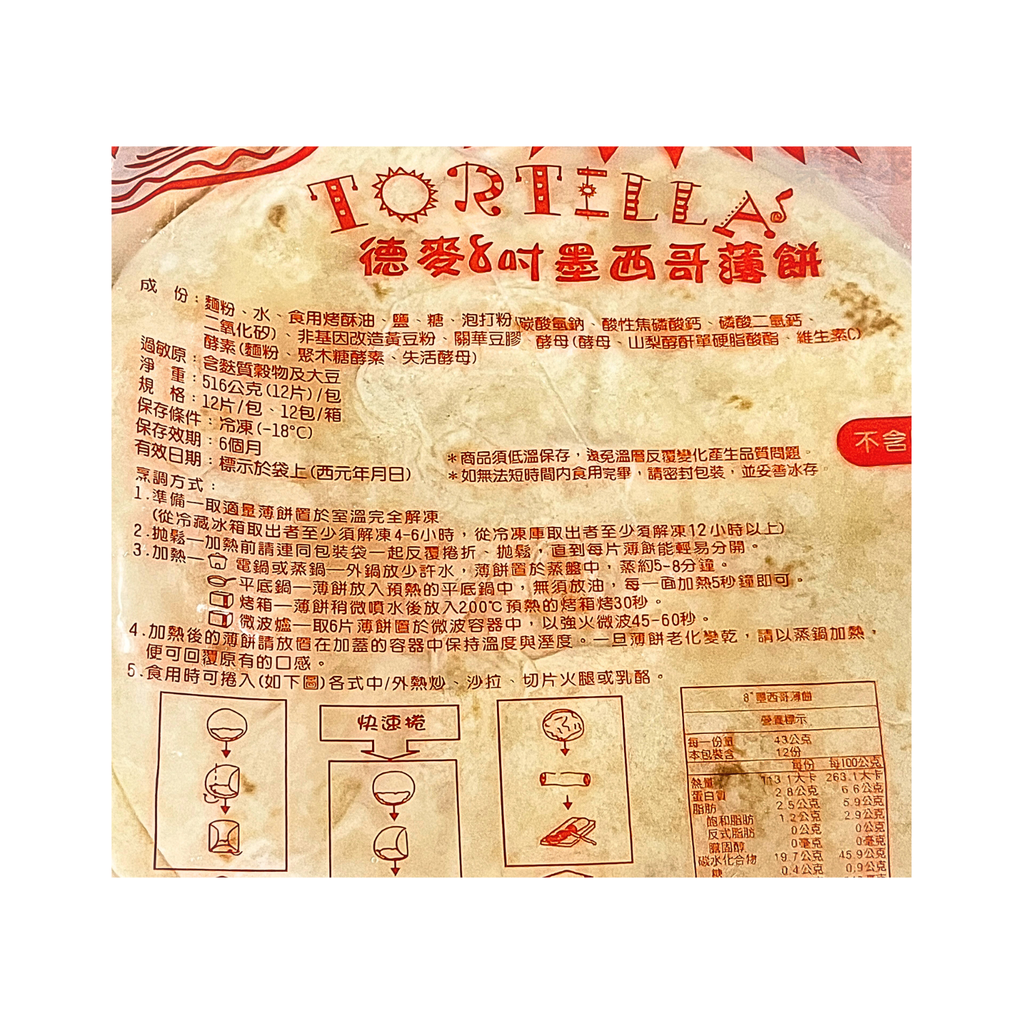 TORTILLAS
德麥8吋墨西哥薄餅
成 份：麵粉、水、食用烤酥油、鹽、糖、泡打粉(碳酸氫鈉、酸性焦磷酸鈣、磷酸二氫鈣
二氧化矽)、非基因改造黃豆粉、關華豆膠、酵母(酵母、山梨醇酐單硬脂酸酯、維生素C)
酵素(麵粉、聚木糖酵素、失活酵母)
過敏原：含麩質穀物及大豆
淨 重：516公克(12片)/包
規 格：12片/包、12包/箱
保存條件：冷凍(-18°C)
保存效期：6個月
有效日期：標示於袋上(西元年月日)
不含
＊商品須低溫保存，避免溫層反覆變化產生品質問題。
＊如無法短時間內食用完畢，請密封包裝，並妥善冰存。
烹調方式：
1.準備—取適量薄餅置於室溫完全解凍
(從冷藏冰箱取出者至少須解凍4-6小時，從冷凍庫取出者至少須解凍12小時以上)
2.拋鬆—加熱前請連同包裝袋一起反覆捲折、拋鬆，直到每片薄餅能輕易分開。
3.加熱—電鍋或蒸鍋—外鍋放少許水，薄餅置於蒸盤中，蒸約5-8分鐘。
平底鍋—薄餅放入預熱的平底鍋中，無須放油，每一面加熱5秒鐘即可。
烤箱—薄餅稍微噴水後放入200°C預熱的烤箱烤30秒。
微波爐—取6片薄餅置於微波容器中，以強火微波45-60秒。
4.加熱後的薄餅請放置在加蓋的容器中保持溫度與溼度。一旦薄餅老化變乾，請以蒸鍋加熱，
便可回覆原有的口感。
5.食用時可捲入(如下圖)各式中/外熱炒、沙拉、切片火腿或乳酪。
快速捲
8"墨西哥薄餅
營養標示
每一份量 43公克
本包裝含 12份
每份 每100公克
熱量 113.1大卡 263.1大卡
蛋白質 2.8公克 6.6公克
脂肪 2.5公克 5.9公克
飽和脂肪 1.2公克 2.9公克
反式脂肪 0公克 0公克
膽固醇 0毫克 0毫克
碳水化合物 19.7公克 45.9公克
糖 0.4公克 0.9公克